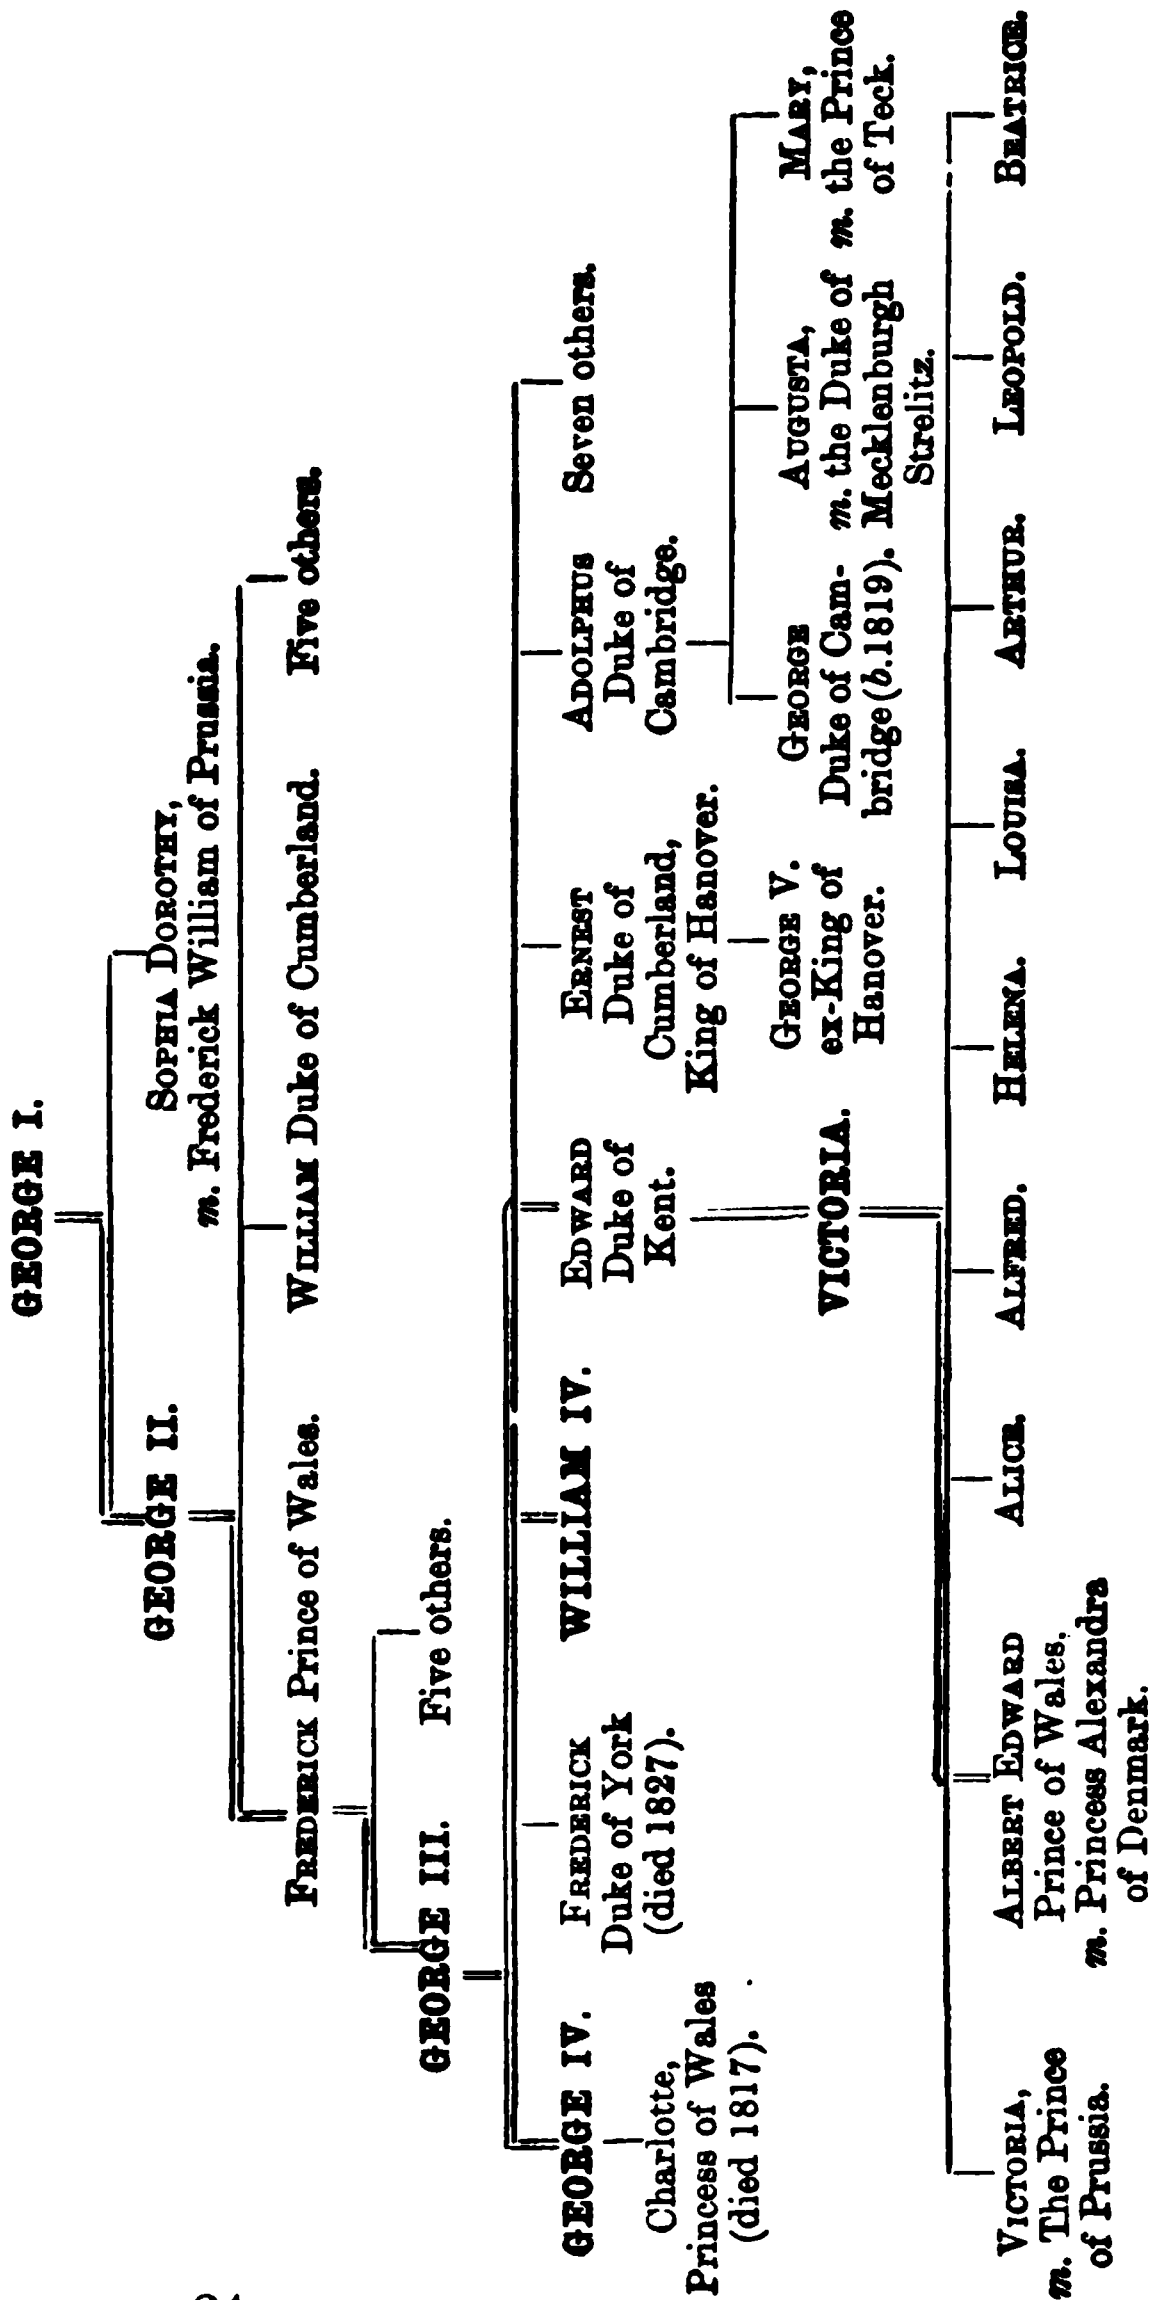 GEORGE I.
GEORGE II.
SOPHIA DOROTHY,
m. Frederick William of Prussia.
FREDERICK Prince of Wales.
WILLIAM Duke of Cumberland.
Five others.
GEORGE III.
Five others.
GEORGE IV.
Charlotte,
Princess of Wales
(died 1817).
FREDERICK
Duke of York
(died 1827).
WILLIAM IV.
EDWARD
Duke of
Kent.
ERNEST
Duke of
Cumberland,
King of Hanover.
ADOLPHUS
Duke of
Cambridge.
Seven others.
VICTORIA.
GEORGE V.
ex-King of
Hanover.
GEORGE
Duke of Cam-
bridge (b. 1819).
AUGUSTA,
m. the Duke of
Mecklenburgh
Strelitz.
MARY,
m. the Prince
of Teck.
VICTORIA,
m. The Prince
of Prussia.
ALBERT EDWARD
Prince of Wales.
m. Princess Alexandra
of Denmark.
ALICE.
ALFRED.
HELENA.
LOUISA.
ARTHUR.
LEOPOLD.
BEATRICE.